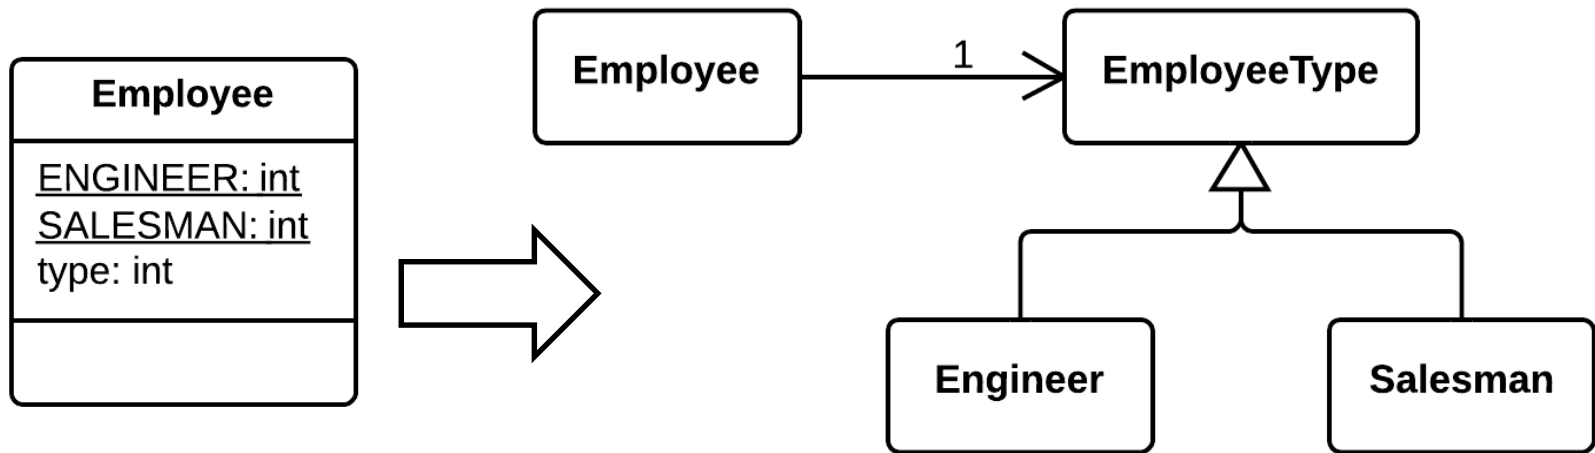 Employee
ENGINEER: int
SALESMAN: int
type: int
Employee
1
EmployeeType
Engineer
Salesman